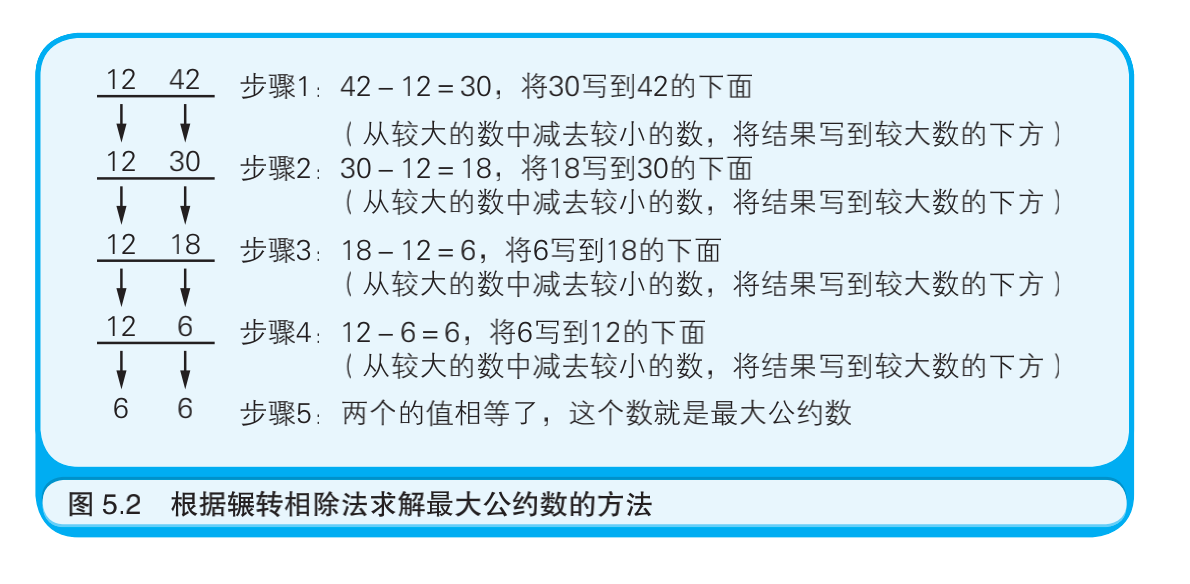 12 42 步骤1：42 – 12 = 30，将30写到42的下面
（从较大的数中减去较小的数，将结果写到较大数的下方）
12 30 步骤2：30 – 12 = 18，将18写到30的下面
（从较大的数中减去较小的数，将结果写到较大数的下方）
12 18 步骤3：18 – 12 = 6，将6写到18的下面
（从较大的数中减去较小的数，将结果写到较大数的下方）
12 6 步骤4：12 – 6 = 6，将6写到12的下面
（从较大的数中减去较小的数，将结果写到较大数的下方）
6 6 步骤5：两个的值相等了，这个数就是最大公约数
图 5.2 根据辗转相除法求解最大公约数的方法